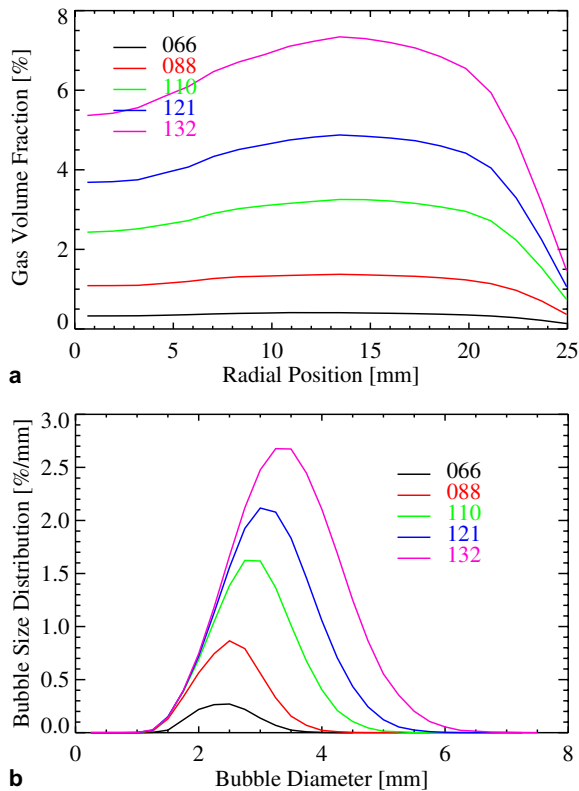 Gas Volume Fraction [%]
8
6
4
2
0
066
088
110
121
132
0 5 10 15 20 25
Radial Position [mm]
a
Bubble Size Distribution [%/mm]
3.0
2.5
2.0
1.5
1.0
0.5
0.0
066
088
110
121
132
0 2 4 6 8
Bubble Diameter [mm]
b